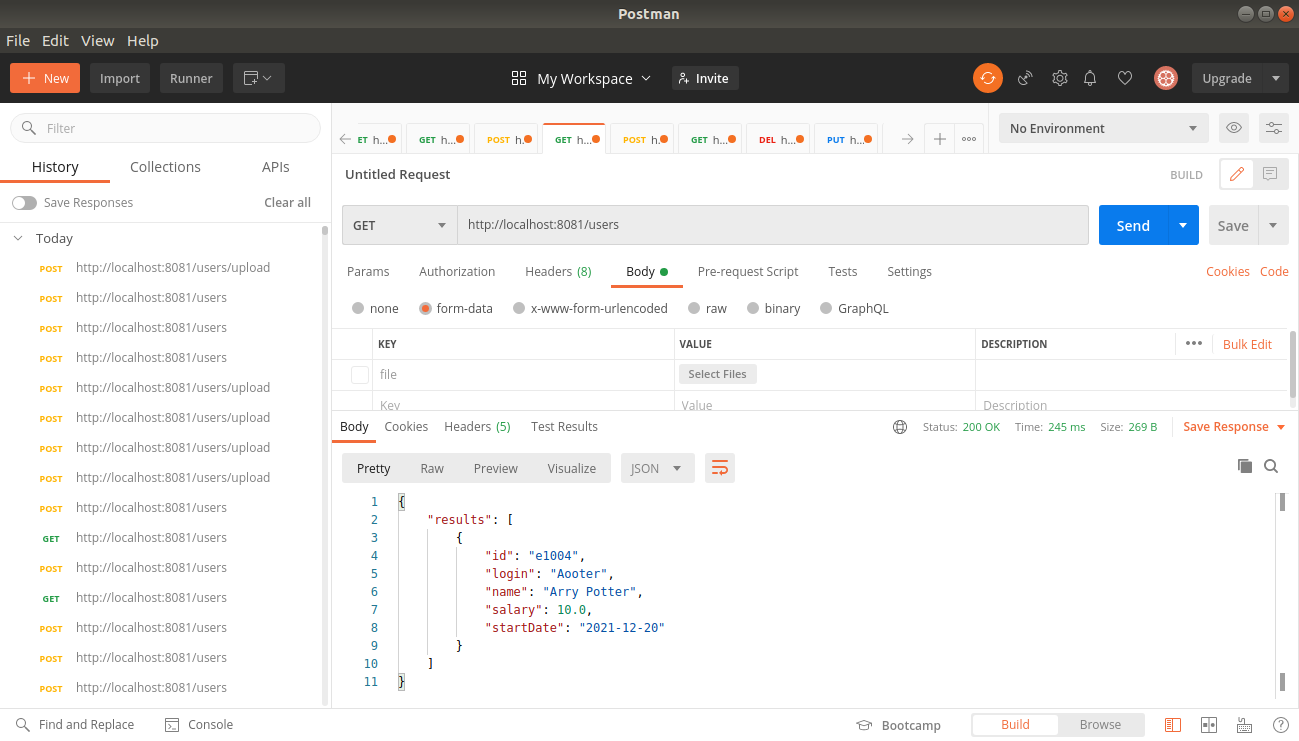 Postman
File Edit View Help
New Import Runner My Workspace Invite Upgrade
Filter
History Collections APIs
Save Responses Clear all
Today
POST http://localhost:8081/users/upload
POST http://localhost:8081/users
POST http://localhost:8081/users
POST http://localhost:8081/users
POST http://localhost:8081/users/upload
POST http://localhost:8081/users/upload
POST http://localhost:8081/users/upload
POST http://localhost:8081/users/upload
POST http://localhost:8081/users
GET http://localhost:8081/users
POST http://localhost:8081/users
GET http://localhost:8081/users
POST http://localhost:8081/users
POST http://localhost:8081/users
POST http://localhost:8081/users
ET h... GET h... POST h. GET h... POST h. GET h... DEL h... PUT h... No Environment
Untitled Request BUILD
GET http://localhost:8081/users Send Save
Params Authorization Headers (8) Body Pre-request Script Tests Settings Cookies Code
none form-data x-www-form-urlencoded raw binary GraphQL
KEY VALUE DESCRIPTION ••• Bulk Edit
file Select Files
Key Value Description
Body Cookies Headers (5) Test Results Status: 200 OK Time: 245 ms Size: 269 B Save Response
Pretty Raw Preview Visualize JSON
1 {
2 "results": [
3 {
4 "id": "e1004",
5 "login": "Aooter",
6 "name": "Arry Potter",
7 "salary": 10.0,
8 "startDate": "2021-12-20"
9 }
10 ]
11 }
Find and Replace Console Bootcamp Build Browse